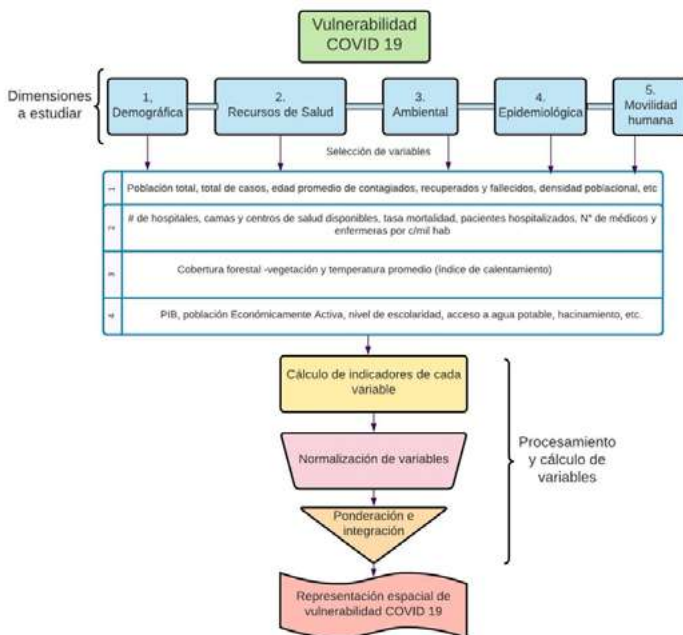 Vulnerabilidad
COVID 19
Dimensiones
a estudiar
1.
Demográfica
2.
Recursos de Salud
3.
Ambiental
4.
Epidemiológica
5.
Movilidad
humana
Selección de variables
1
Población total, total de casos, edad promedio de contagiados, recuperados y fallecidos, densidad poblacional, etc
2
# de hospitales, camas y centros de salud disponibles, tasa mortalidad, pacientes hospitalizados, N° de médicos y
enfermeras por c/mil hab
3
Cobertura forestal -vegetación y temperatura promedio (índice de calentamiento)
4
PIB, población Económicamente Activa, nivel de escolaridad, acceso a agua potable, hacinamiento, etc.
Cálculo de indicadores de cada
variable
Normalización de variables
Ponderación e
integración
Procesamiento
y cálculo de
variables
Representación espacial de
vulnerabilidad COVID 19